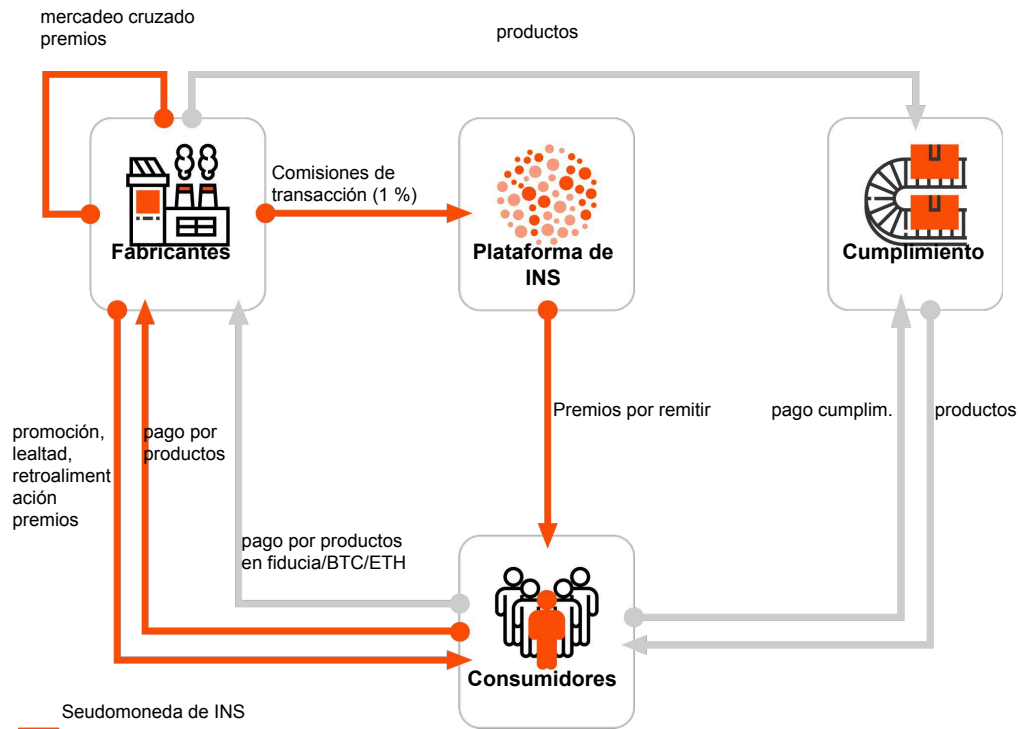 mercadeo cruzado
premios
productos
Comisiones de
transacción (1 %)
Fabricantes
Plataforma de
INS
Cumplimiento
promoción,
lealtad,
retroaliment
ación
premios
pago por
productos
Premios por remitir
pago cumplim.
productos
pago por productos
en fiducia/BTC/ETH
Consumidores
Seudomoneda de INS